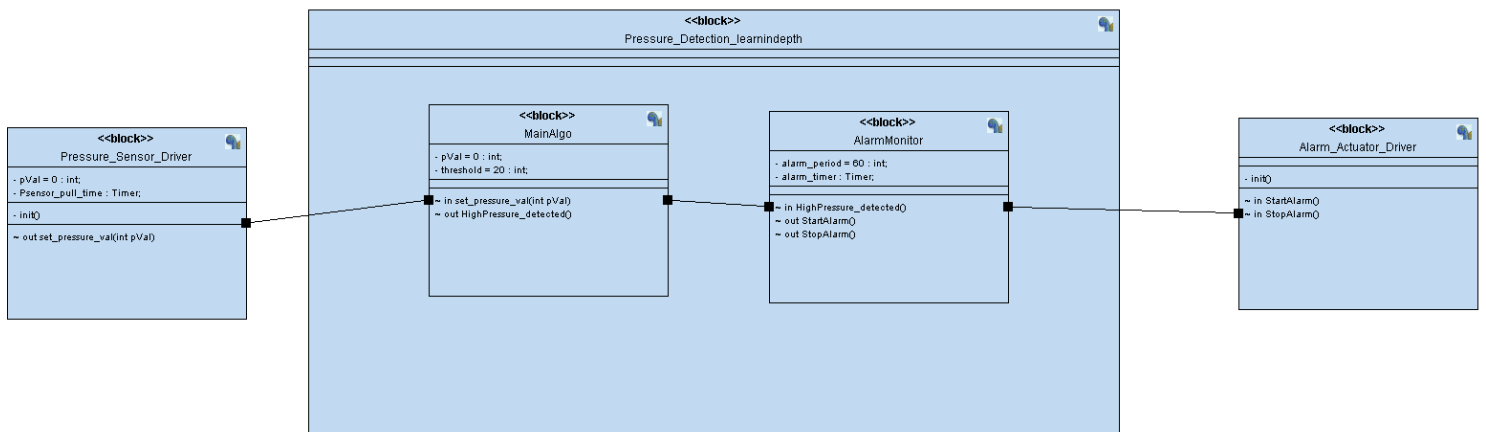 <<block>>
Pressure_Detection_learnindepth
<<block>>
Pressure_Sensor_Driver
- pVal = 0 : int;
- Psensor_pull_time : Timer;
- init()
~ out set_pressure_val(int pVal)
<<block>>
MainAlgo
- pVal = 0 : int;
- threshold = 20 : int;
~ in set_pressure_val(int pVal)
~ out HighPressure_detected()
<<block>>
AlarmMonitor
- alarm_period = 60 : int;
- alarm_timer : Timer;
~ in HighPressure_detected()
~ out StartAlarm()
~ out StopAlarm()
<<block>>
Alarm_Actuator_Driver
- init()
~ in StartAlarm()
~ in StopAlarm()